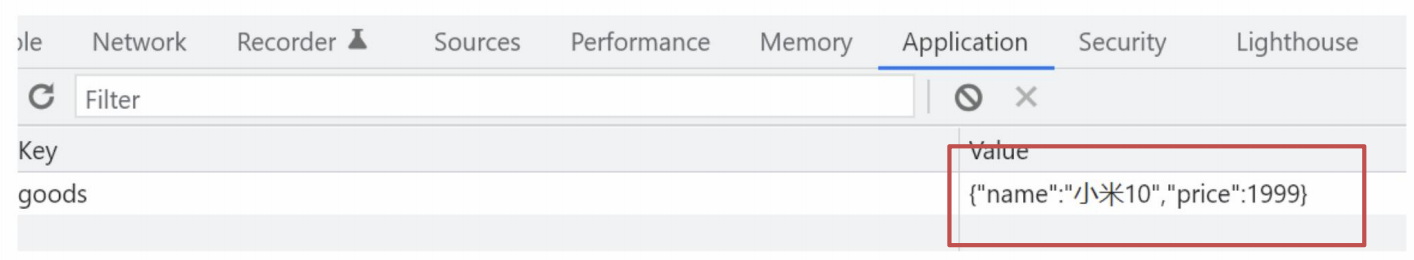 Network Recorder Sources Performance Memory Application Security Lighthouse
Filter
Key Value
goods {"name":"小米10","price":1999}